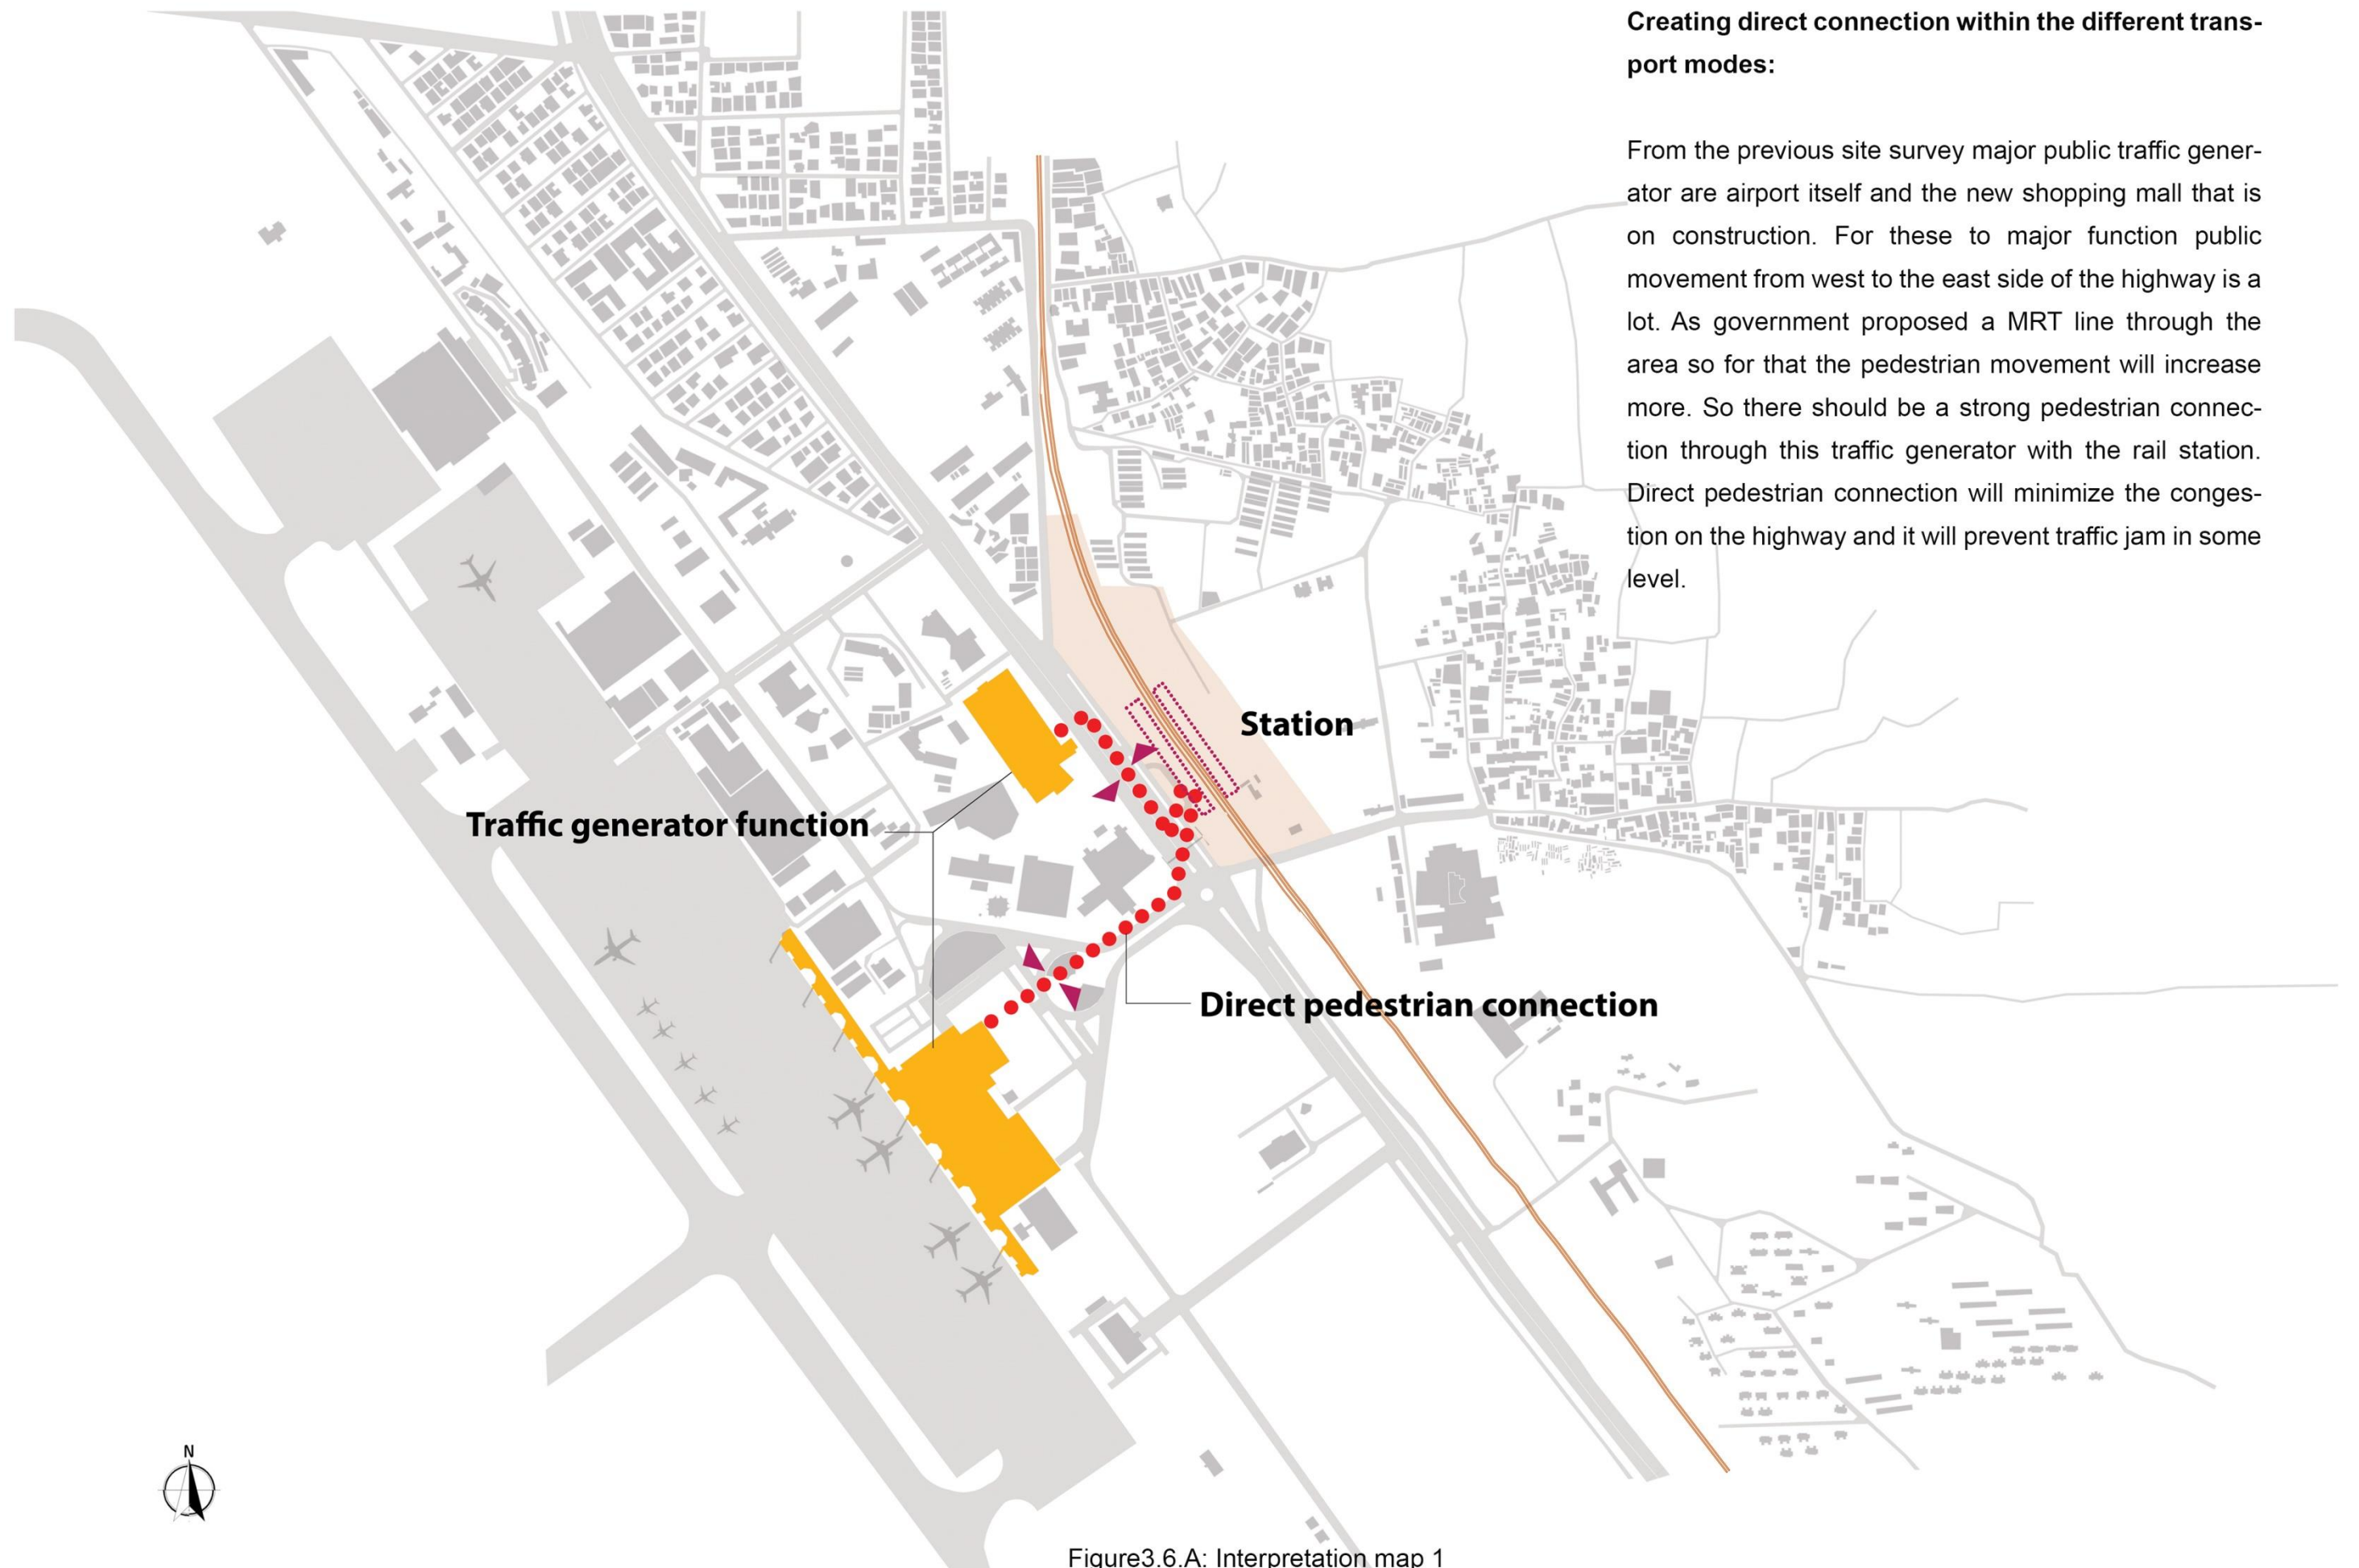 Creating direct connection within the different trans-
port modes:
From the previous site survey major public traffic gener-
ator are airport itself and the new shopping mall that is
on construction. For these to major function public
movement from west to the east side of the highway is a
lot. As government proposed a MRT line through the
area so for that the pedestrian movement will increase
more. So there should be a strong pedestrian connec-
tion through this traffic generator with the rail station.
Direct pedestrian connection will minimize the conges-
tion on the highway and it will prevent traffic jam in some
level.
Station
Traffic generator function
Direct pedestrian connection
N
Figure3.6.A: Interpretation map 1